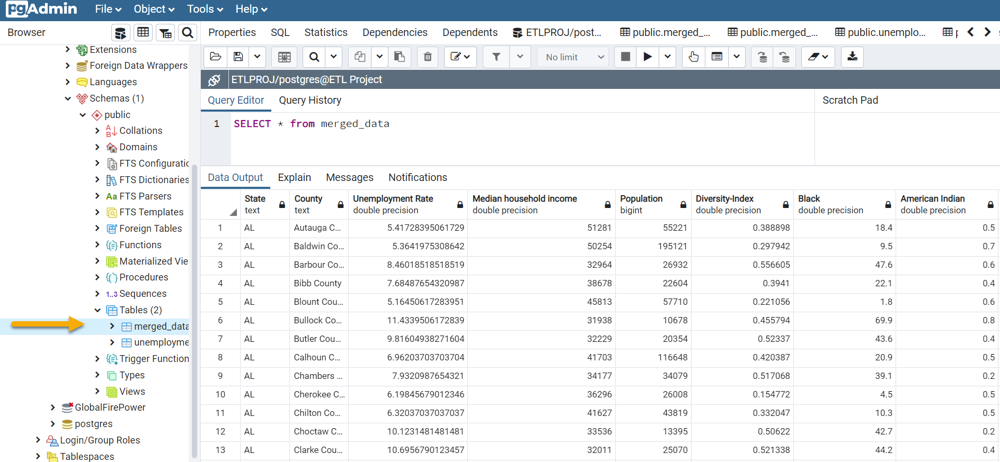 pgAdmin File Object Tools Help
Browser
Properties SQL Statistics Dependencies Dependents ETLPROJ/post... public.merged_... public.merged_... public.unemplo...
Extensions
Foreign Data Wrappers
Languages
Schemas (1)
public
Collations
Domains
FTS Configuratic
FTS Dictionaries
Aa FTS Parsers
FTS Templates
Foreign Tables
Functions
Materialized Vie
Procedures
1..3 Sequences
Tables (2)
merged_data
unemployme
Trigger Function
Types
Views
GlobalFirePower
postgres
Login/Group Roles
Tablespaces
No limit
ETLPROJ/postgres@ETL Project
Query Editor Query History
Scratch Pad
1 SELECT * from merged_data
Data Output Explain Messages Notifications
State County Unemployment Rate Median household income Population Diversity-Index Black American Indian
text text double precision double precision bigint double precision double precision double precision
1 AL Autauga C... 5.41728395061729 51281 55221 0.388898 18.4 0.5
2 AL Baldwin Co... 5.3641975308642 50254 195121 0.297942 9.5 0.7
3 AL Barbour Co... 8.46018518518519 32964 26932 0.556605 47.6 0.6
4 AL Bibb County 7.68487654320987 38678 22604 0.3941 22.1 0.4
5 AL Blount Cou... 5.16450617283951 45813 57710 0.221056 1.8 0.6
6 AL Bullock Co... 11.4339506172839 31938 10678 0.455794 69.9 0.8
7 AL Butler Cou... 9.81604938271604 32229 20354 0.52337 43.6 0.4
8 AL Calhoun C... 6.96203703703704 41703 116648 0.420387 20.9 0.5
9 AL Chambers ... 7.9320987654321 34177 34079 0.517068 39.1 0.2
10 AL Cherokee C... 6.19845679012346 36296 26008 0.154772 4.5 0.5
11 AL Chilton Co... 6.32037037037037 41627 43819 0.332047 10.3 0.5
12 AL Choctaw C... 10.1231481481481 33536 13395 0.50622 42.7 0.2
13 AL Clarke Cou... 10.6956790123457 32011 25070 0.521338 44.2 0.4